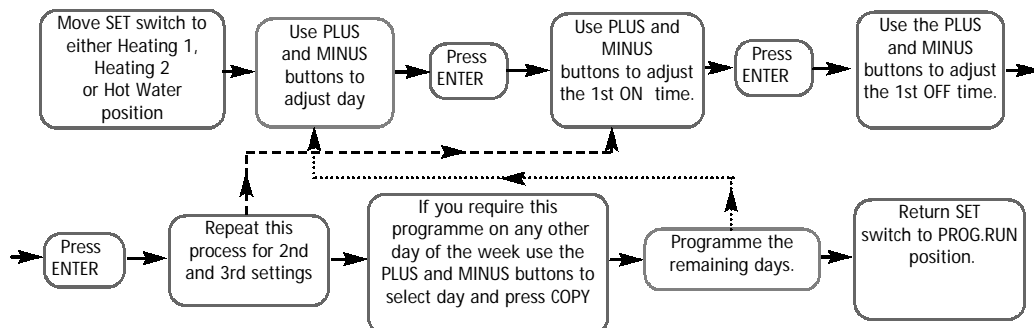 Move SET switch to
either Heating 1,
Heating 2
or Hot Water
position
Use PLUS
and MINUS
buttons to
adjust day
Press
ENTER
Use PLUS
and MINUS
buttons to adjust
the 1st ON time.
Press
ENTER
Use the PLUS
and MINUS
buttons to adjust
the 1st OFF time.
Press
ENTER
Repeat this
process for 2nd
and 3rd settings
If you require this
programme on any other
day of the week use the
PLUS and MINUS buttons to
select day and press COPY
Programme the
remaining days.
Return SET
switch to PROG.RUN
position.